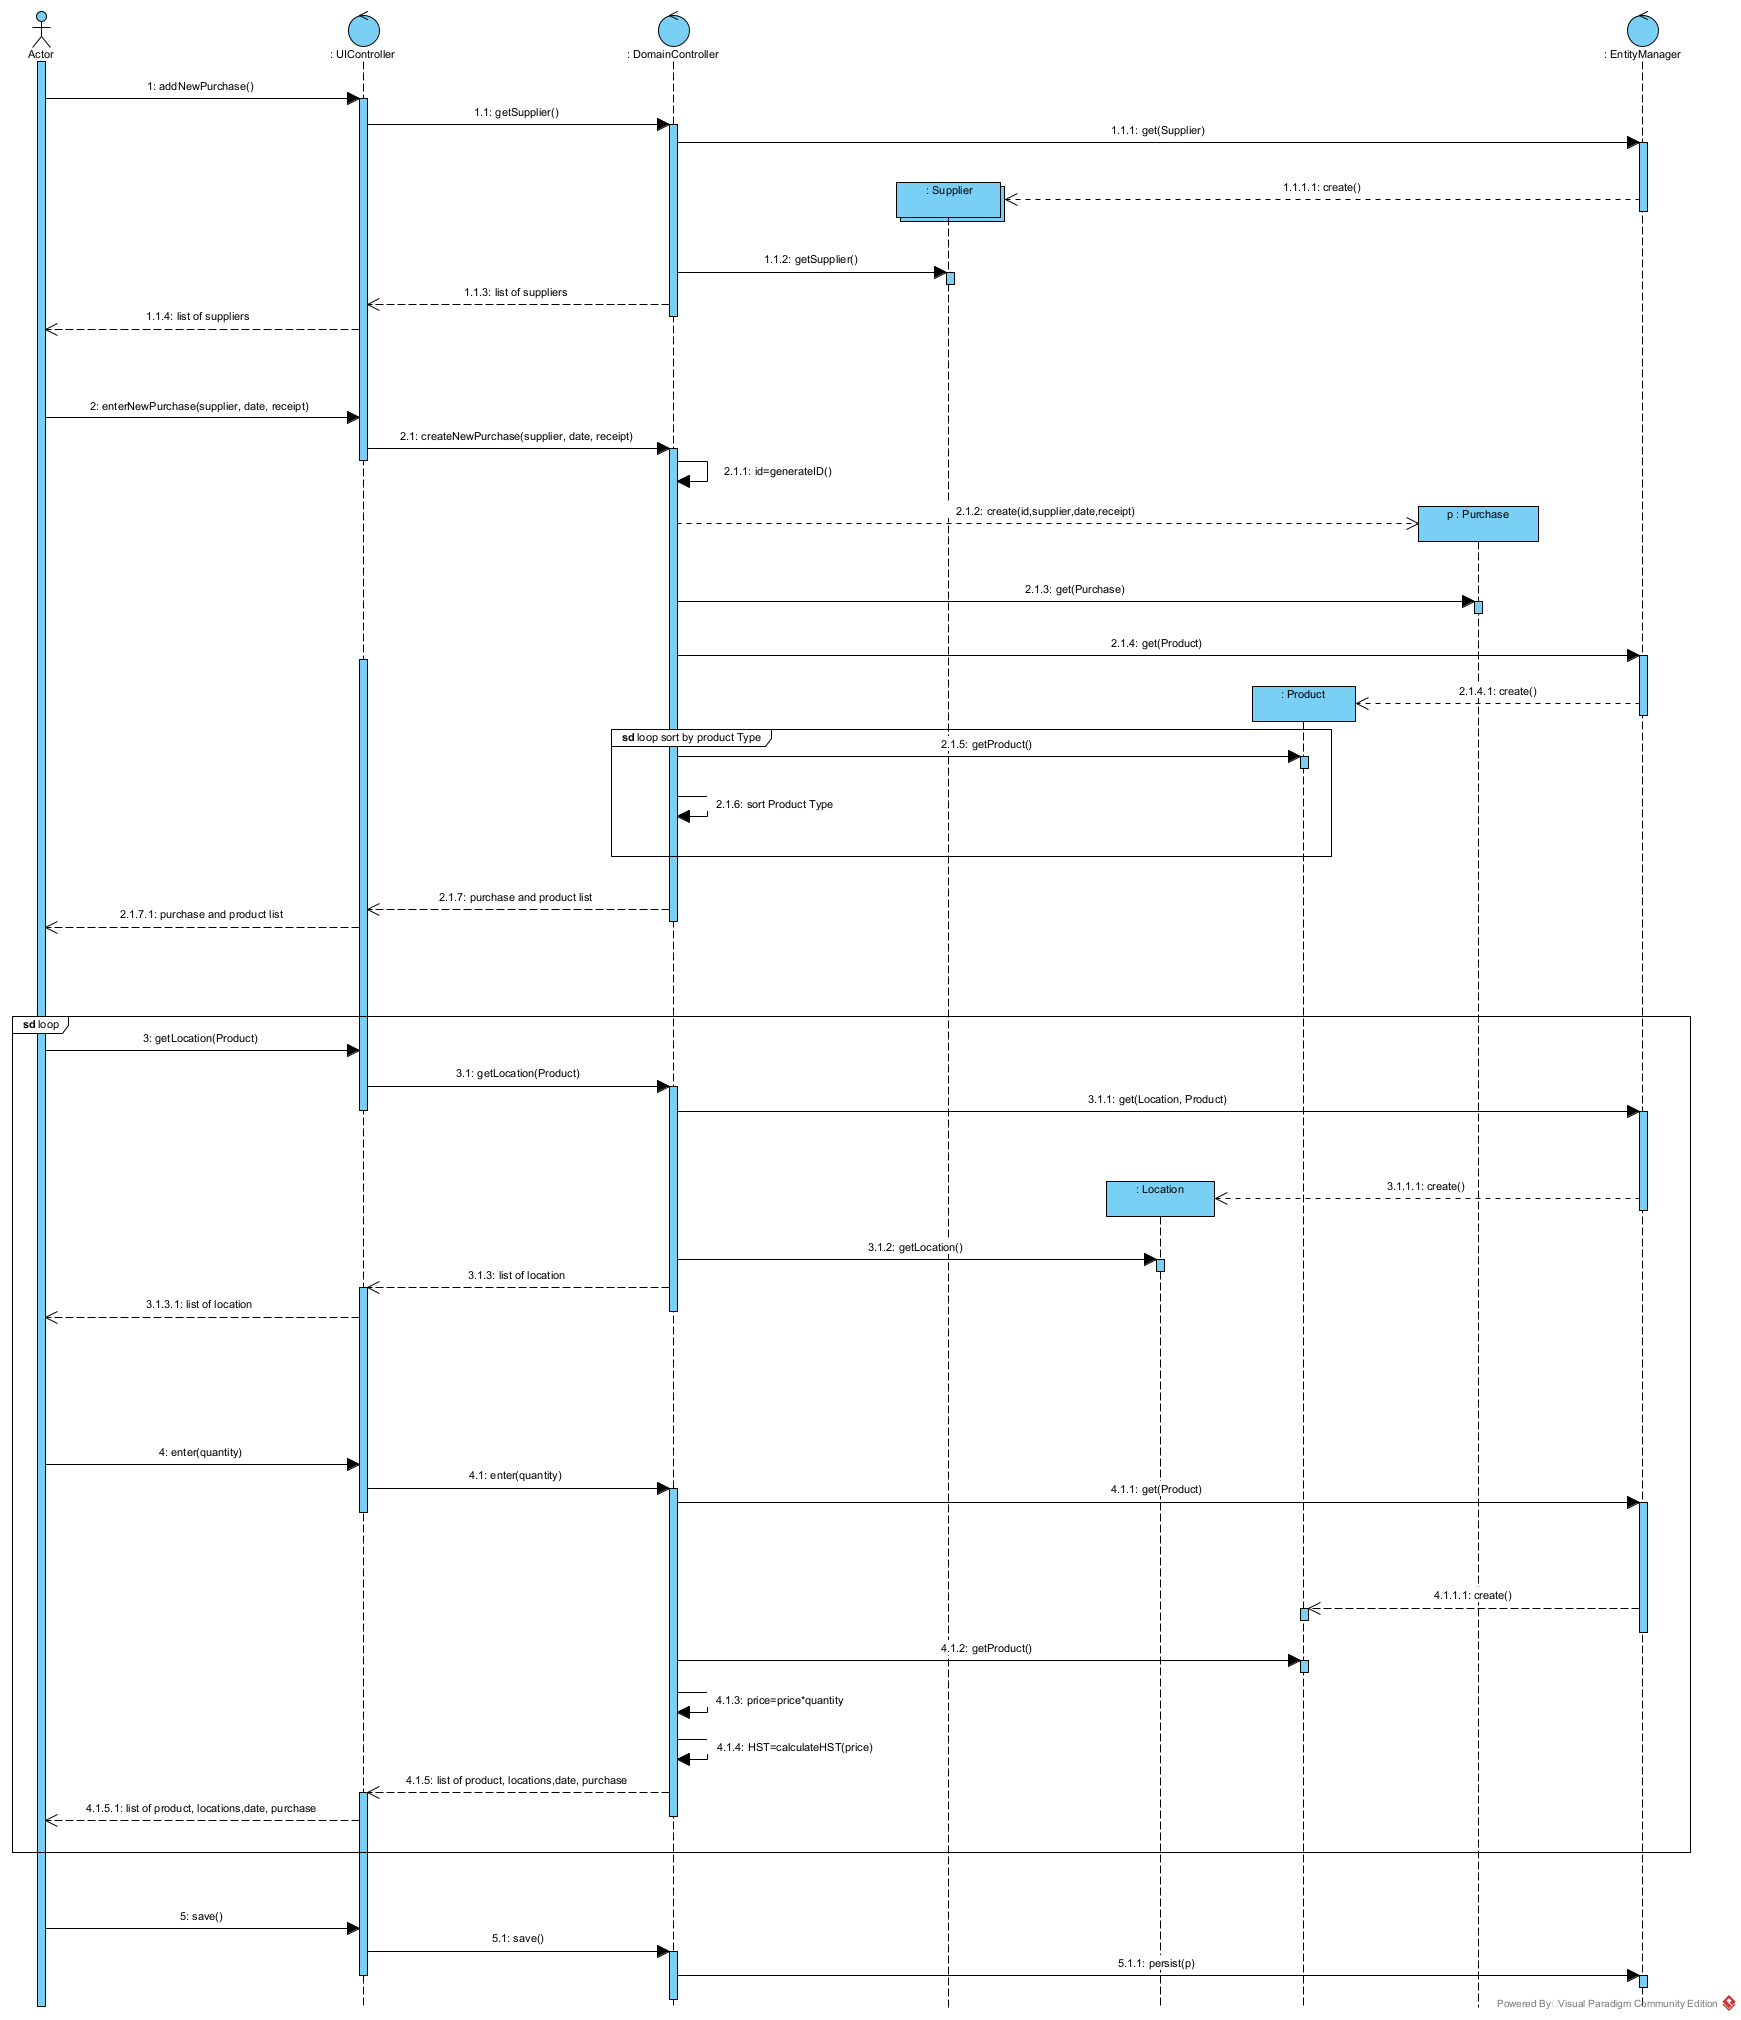 Actor
: UIController
: DomainController
: EntityManager
1: addNewPurchase()
1.1: getSupplier()
1.1.1: get(Supplier)
: Supplier
1.1.1.1: create()
1.1.2: getSupplier()
1.1.3: list of suppliers
1.1.4: list of suppliers
2: enterNewPurchase(supplier, date, receipt)
2.1: createNewPurchase(supplier, date, receipt)
2.1.1: id=generateID()
2.1.2: create(id,supplier,date,receipt)
p : Purchase
2.1.3: get(Purchase)
2.1.4: get(Product)
: Product
2.1.4.1: create()
sd loop sort by product Type
2.1.5: getProduct()
2.1.6: sort Product Type
2.1.7: purchase and product list
2.1.7.1: purchase and product list
sd loop
3: getLocation(Product)
3.1: getLocation(Product)
3.1.1: get(Location, Product)
: Location
3.1.1.1: create()
3.1.2: getLocation()
3.1.3: list of location
3.1.3.1: list of location
4: enter(quantity)
4.1: enter(quantity)
4.1.1: get(Product)
4.1.1.1: create()
4.1.2: getProduct()
4.1.3: price=price*quantity
4.1.4: HST=calculateHST(price)
4.1.5: list of product, locations,date, purchase
4.1.5.1: list of product, locations,date, purchase
5: save()
5.1: save()
5.1.1: persist(p)
Powered By Visual Paradigm Community Edition